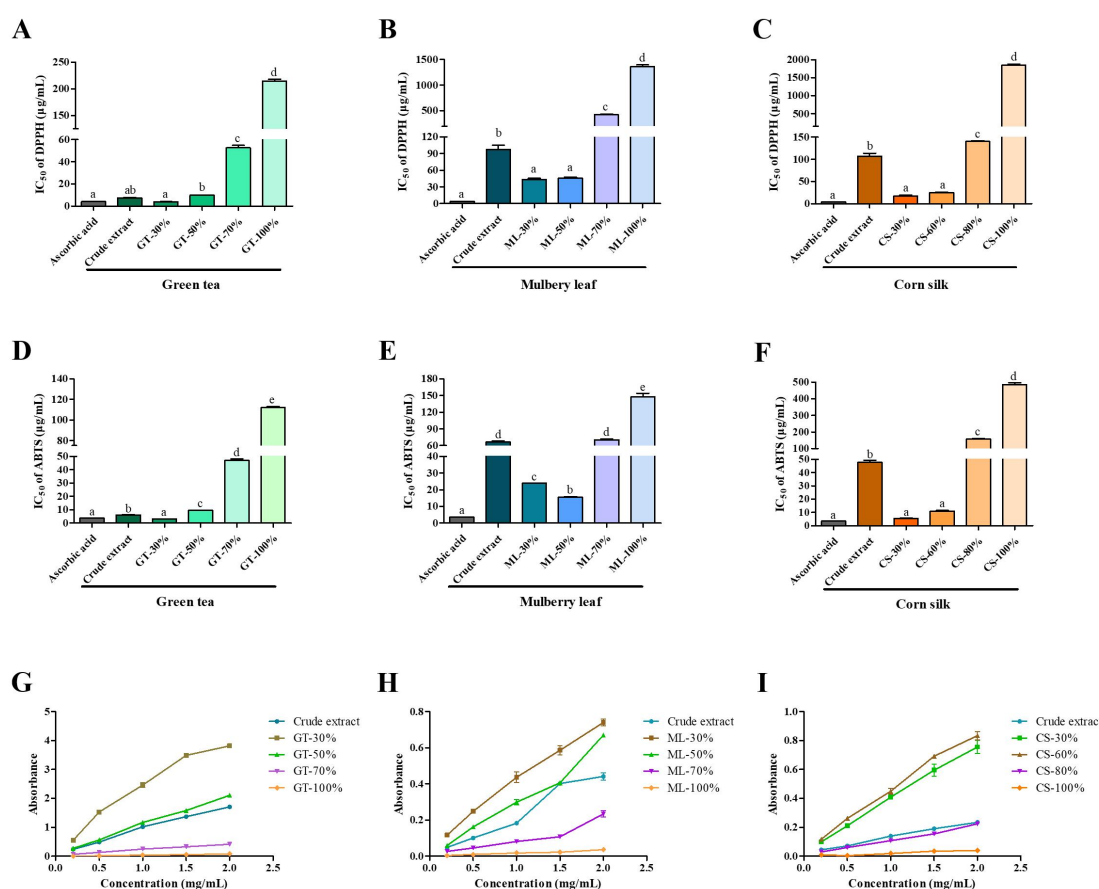 A
IC50 of DPPH (µg/mL)
250
200
150
100
60
40
20
0
a
ab
a
b
c
d
Ascorbic acid
Crude extract
GT-30%
GT-50%
GT-70%
GT-100%
Green tea
B
IC50 of DPPH (µg/mL)
1500
1000
500
120
90
60
30
0
a
b
a
a
c
d
Ascorbic acid
Crude extract
ML-30%
ML-50%
ML-70%
ML-100%
Mulbery leaf
C
IC50 of DPPH (µg/mL)
2000
1500
1000
500
150
100
50
0
a
b
a
a
c
d
Ascorbic acid
Crude extract
CS-30%
CS-60%
CS-80%
CS-100%
Corn silk
D
IC50 of ABTS (µg/mL)
140
120
100
80
60
50
40
30
20
10
0
a
b
a
c
d
e
Ascorbic acid
Crude extract
GT-30%
GT-50%
GT-70%
GT-100%
Green tea
E
IC50 of ABTS (µg/mL)
180
150
120
90
60
50
40
30
20
10
0
a
d
c
b
d
e
Ascorbic acid
Crude extract
ML-30%
ML-50%
ML-70%
ML-100%
Mulberry leaf
F
IC50 of ABTS (µg/mL)
500
400
300
200
100
50
40
30
20
10
0
a
b
a
a
c
d
Ascorbic acid
Crude extract
CS-30%
CS-60%
CS-80%
CS-100%
Corn silk
G
Absorbance
5
4
3
2
1
0
0.0 0.5 1.0 1.5 2.0 2.5
Concentration (mg/mL)
Crude extract
GT-30%
GT-50%
GT-70%
GT-100%
H
Absorbance
0.8
0.6
0.4
0.2
0.0
0.0 0.5 1.0 1.5 2.0 2.5
Concentration (mg/mL)
Crude extract
ML-30%
ML-50%
ML-70%
ML-100%
I
Absorbance
1.0
0.8
0.6
0.4
0.2
0.0
0.0 0.5 1.0 1.5 2.0 2.5
Concentration (mg/mL)
Crude extrac
CS-30%
CS-60%
CS-80%
CS-100%